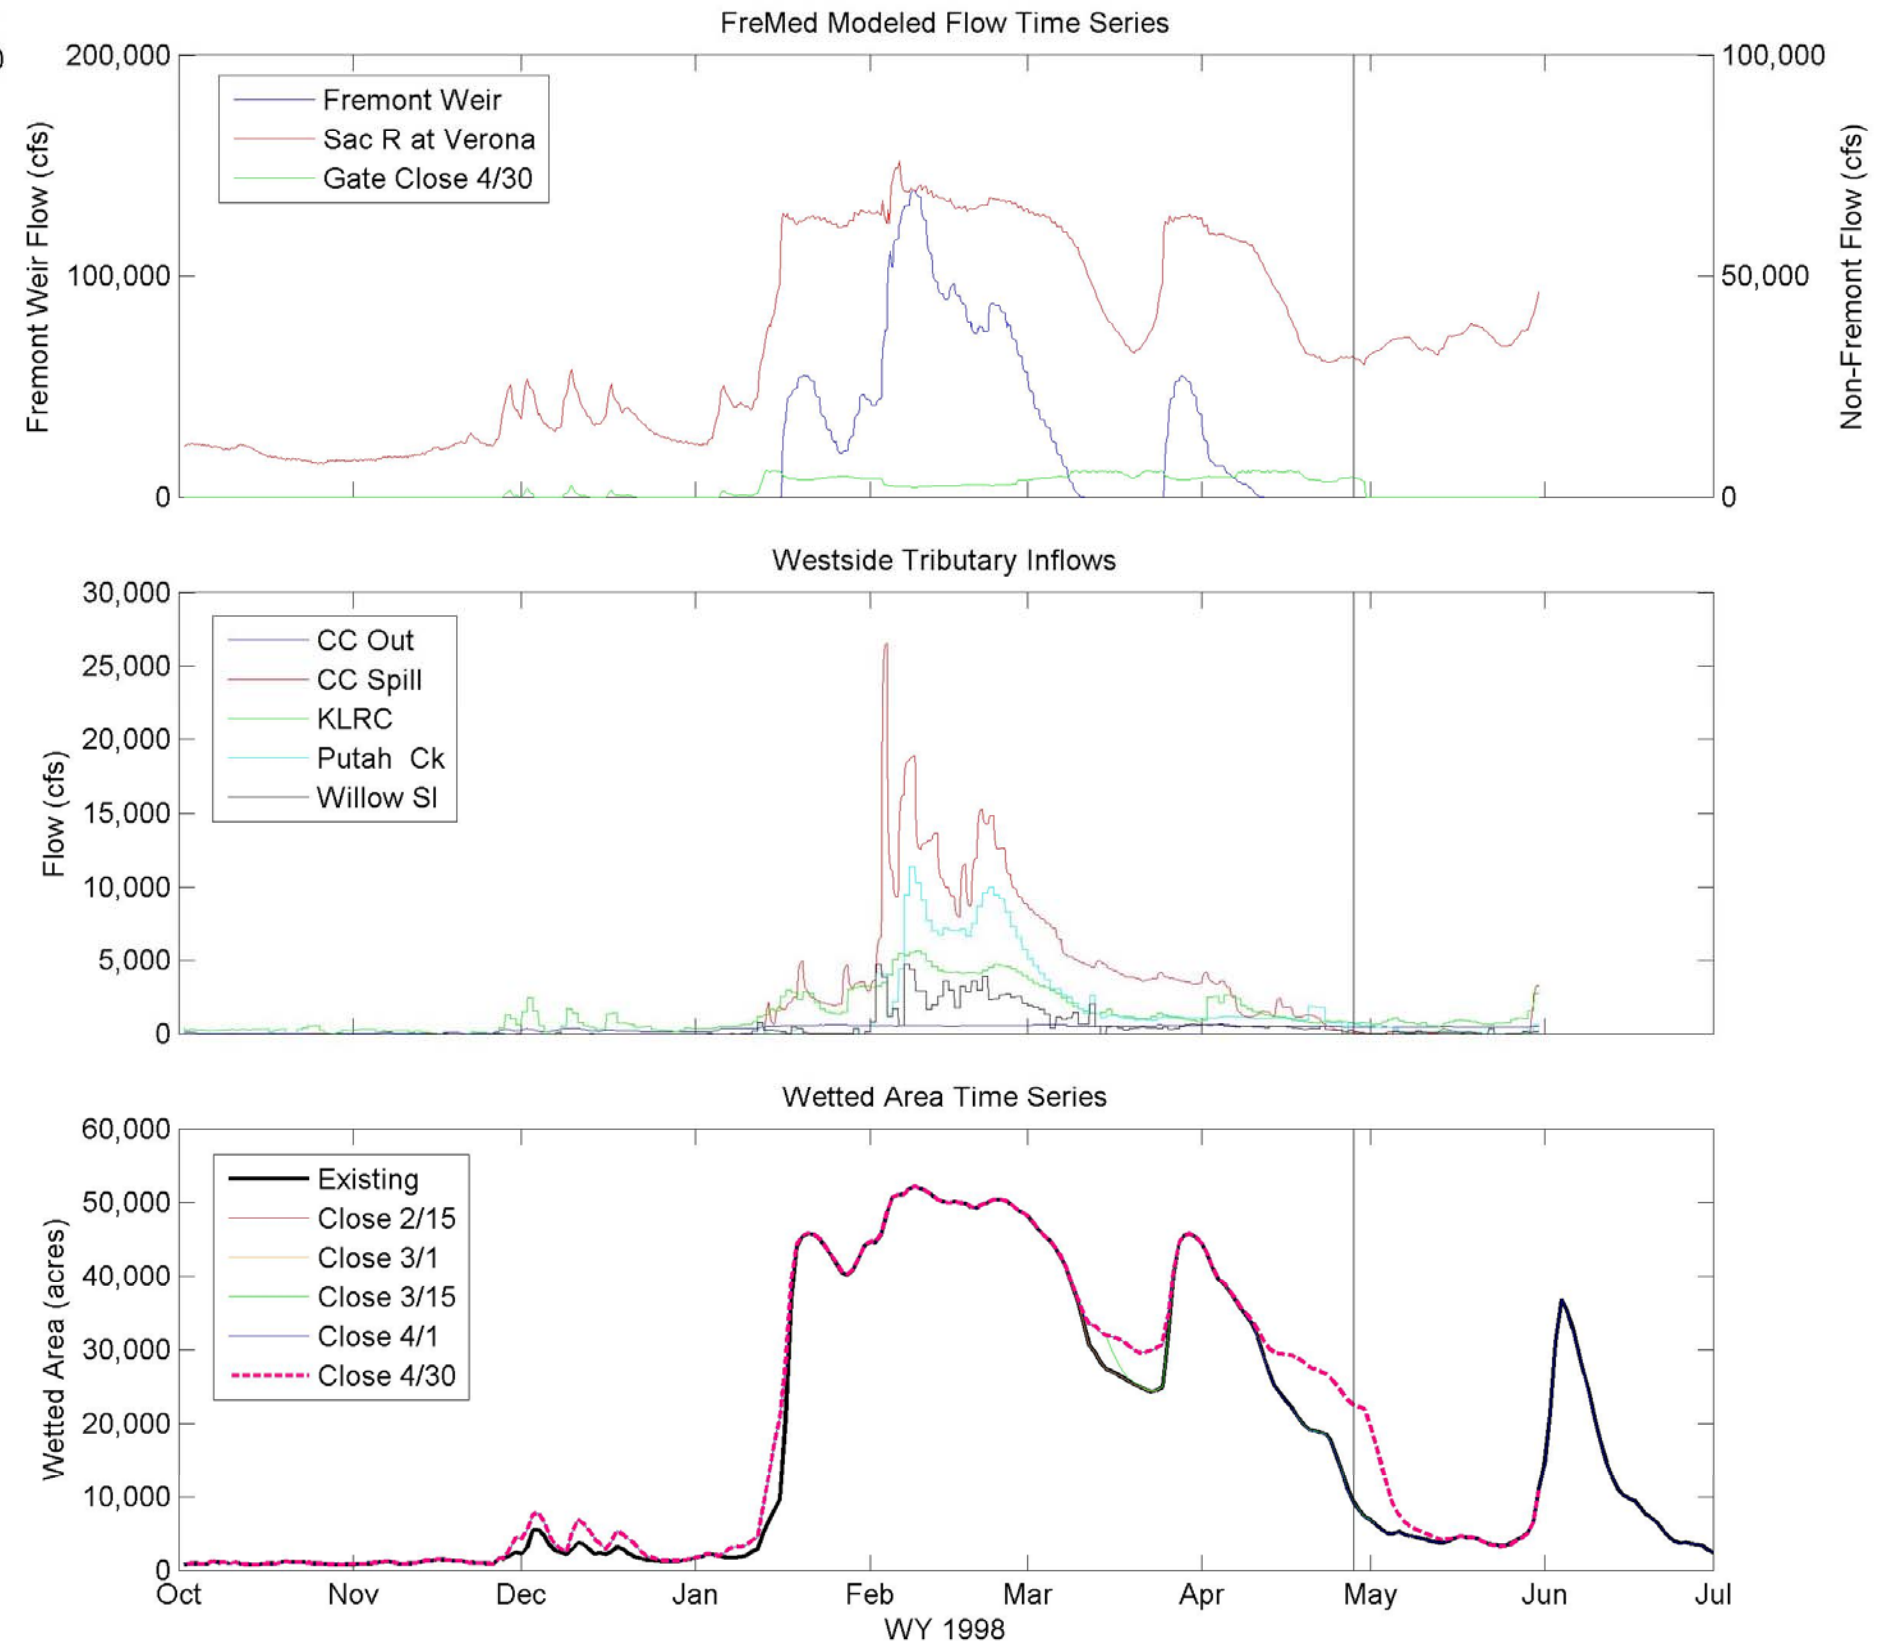 FreMed Modeled Flow Time Series
)
200,000
100,000
0
Fremont Weir Flow (cfs)
Fremont Weir
Sac R at Verona
Gate Close 4/30
100,000
50,000
0
Non-Fremont Flow (cfs)
Westside Tributary Inflows
30,000
25,000
20,000
15,000
10,000
5,000
0
Flow (cfs)
CC Out
CC Spill
KLRC
Putah Ck
Willow Sl
Wetted Area Time Series
60,000
50,000
40,000
30,000
20,000
10,000
0
Wetted Area (acres)
Existing
Close 2/15
Close 3/1
Close 3/15
Close 4/1
Close 4/30
Oct Nov Dec Jan Feb Mar Apr May Jun Jul
WY 1998